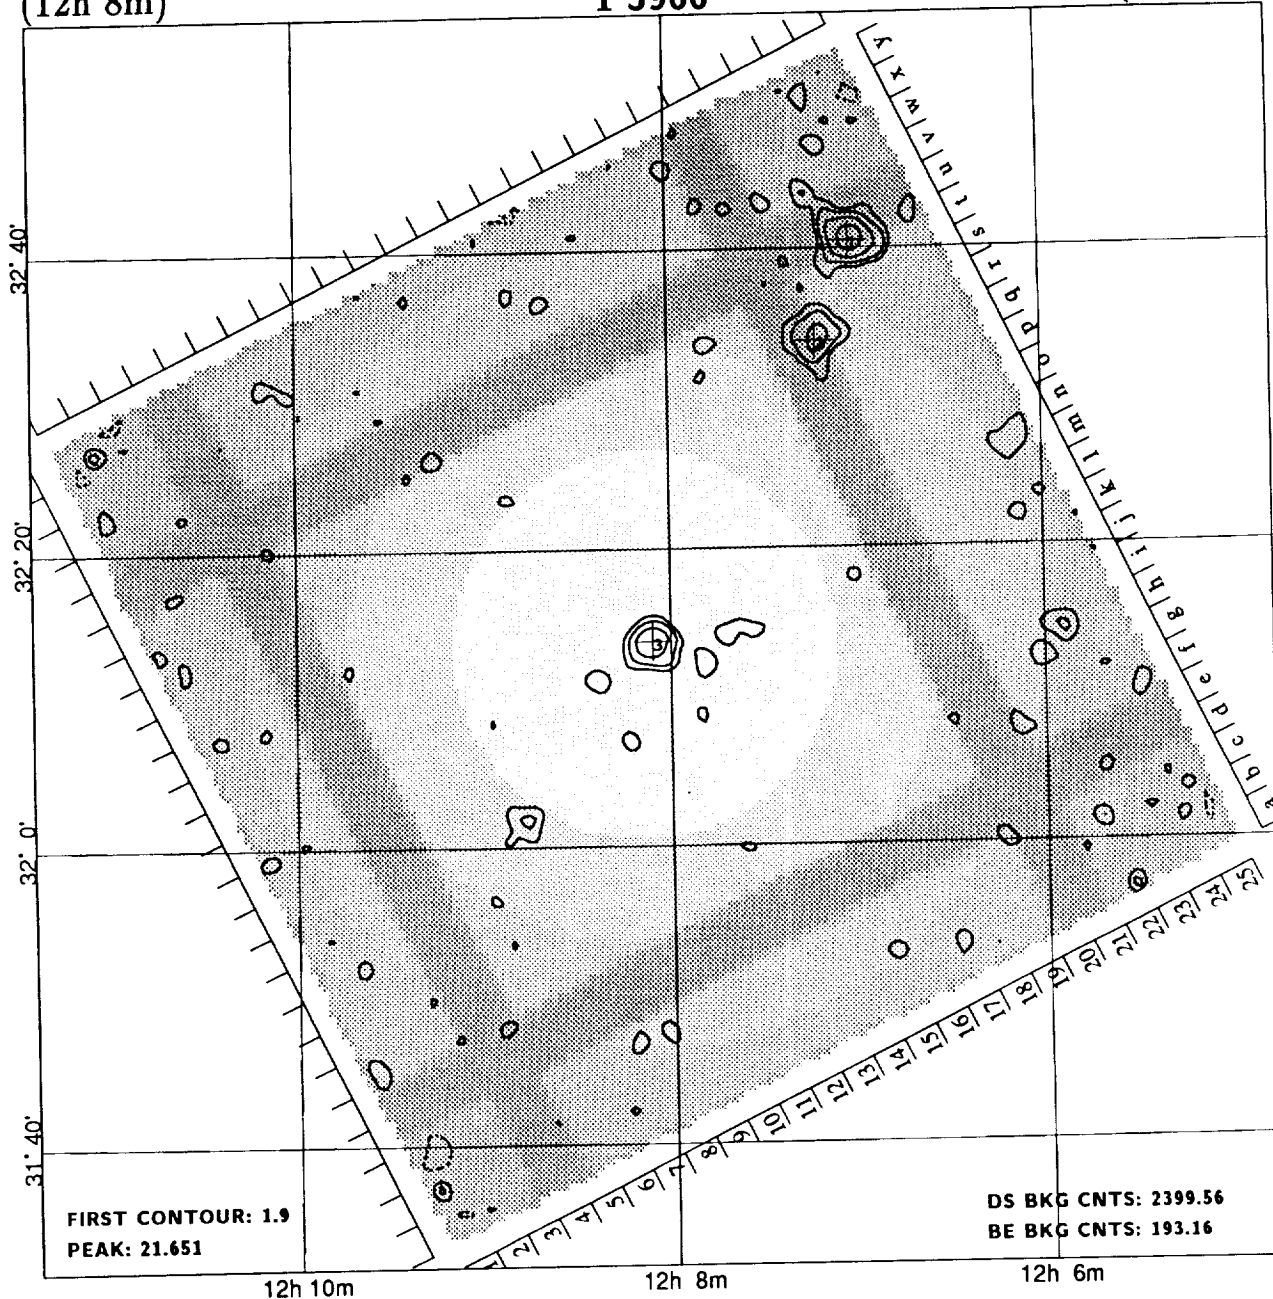 (12h 8m)
32° 40'
32° 20'
32° 0'
31° 40'
a b c d e f g h i j k l m n o p q r s t u v w x y
3
1 2 3 4 5 6 7 8 9 10 11 12 13 14 15 16 17 18 19 20 21 22 23 24 25
FIRST CONTOUR: 1.9
PEAK: 21.651
DS BKG CNTS: 2399.56
BE BKG CNTS: 193.16
12h 10m
12h 8m
12h 6m